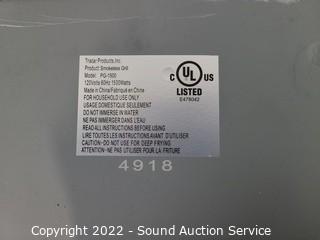 Tristar Products, Inc.
Product: Smokeless Grill
Model: PG-1500
120Volts 60Hz 1500Watts
Made in China/Fabriqué en Chine
FOR HOUSEHOLD USE ONLY
USAGE DOMESTIQUE SEULEMENT
DO NOT IMMERSE IN WATER
NE PAS IMMERGER DANS L'EAU
READ ALL INSTRUCTIONS BEFORE USING
LIRE TOUTES LES INSTRUCTIONS AVANT D'UTILISER
CAUTION-DO NOT USE FOR DEEP FRYING
ATTENTION-NE PAS UTILISER POUR LA FRITURE
C UL US
LISTED
E478042
4918
Copyright 2022 - Sound Auction Service